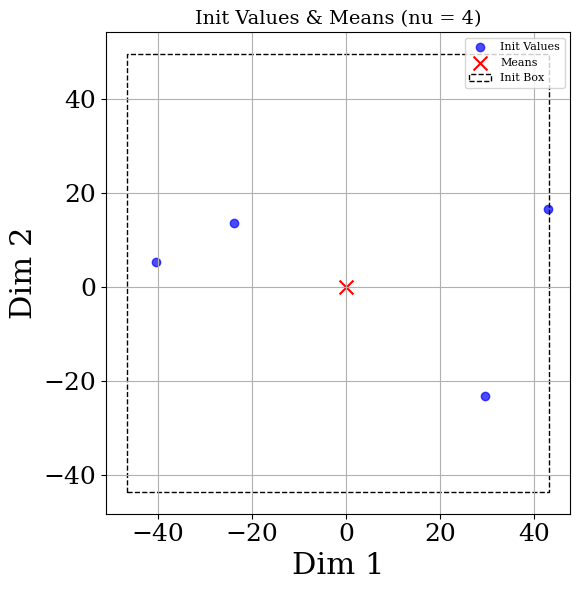 Init Values & Means (nu = 4)
Init Values
Means
Init Box
Dim 2
40
20
0
−20
−40
−40
−20
0
20
40
Dim 1